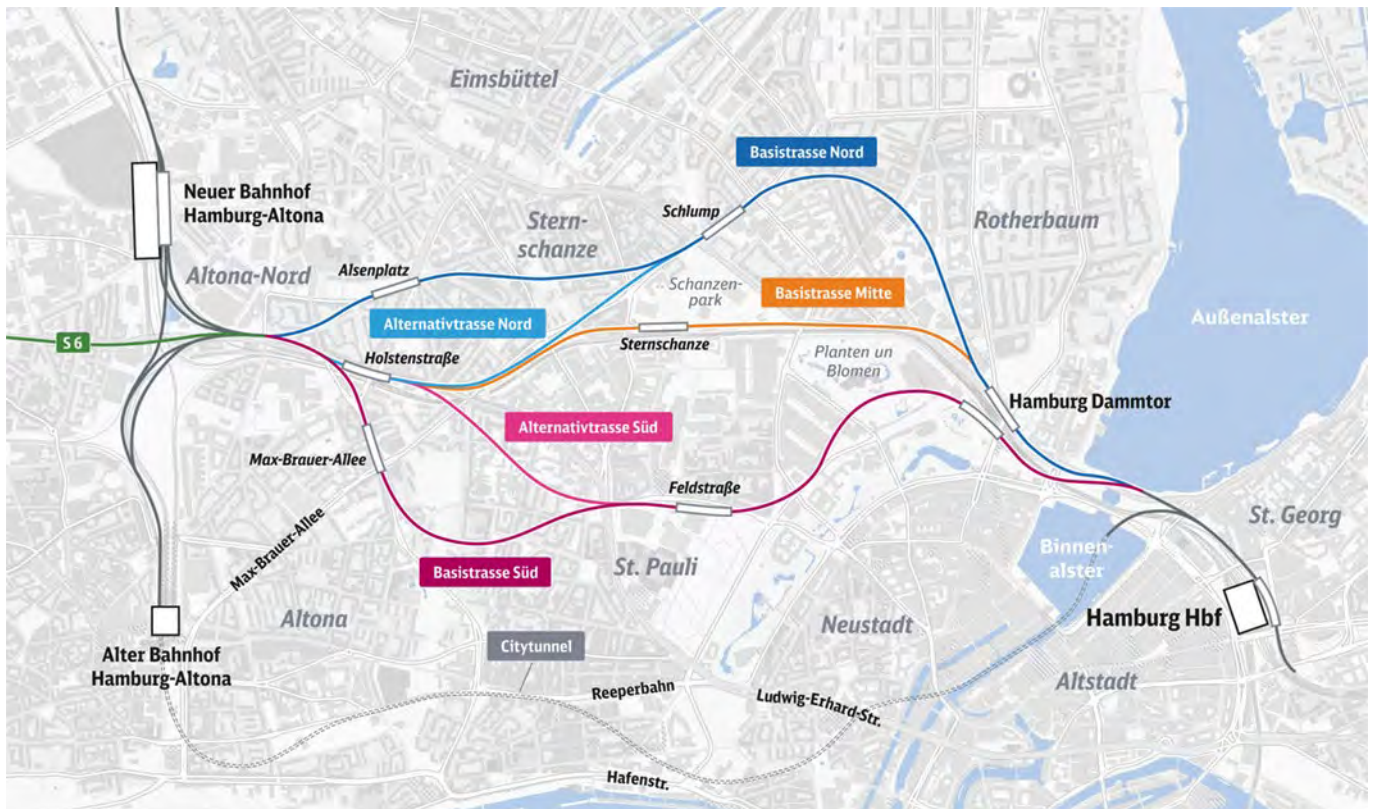 Eimsbüttel
Basistrasse Nord
Neuer Bahnhof
Hamburg-Altona
Schlump
Stern-
schanze
Rotherbaum
Altona-Nord
Alsenplatz
Schanzen-
park
Basistrasse Mitte
Außenalster
Alternativtrasse Nord
S 6
Holstenstraße
Sternschanze
Planten un
Blomen
Hamburg Dammtor
Alternativtrasse Süd
Max-Brauer-Allee
Feldstraße
St. Georg
Max-Brauer-Allee
Basistrasse Süd
St. Pauli
Binnen-
alster
Altona
Neustadt
Hamburg Hbf
Citytunnel
Alter Bahnhof
Hamburg-Altona
Reeperbahn
Ludwig-Erhard-Str.
Altstadt
Hafenstr.